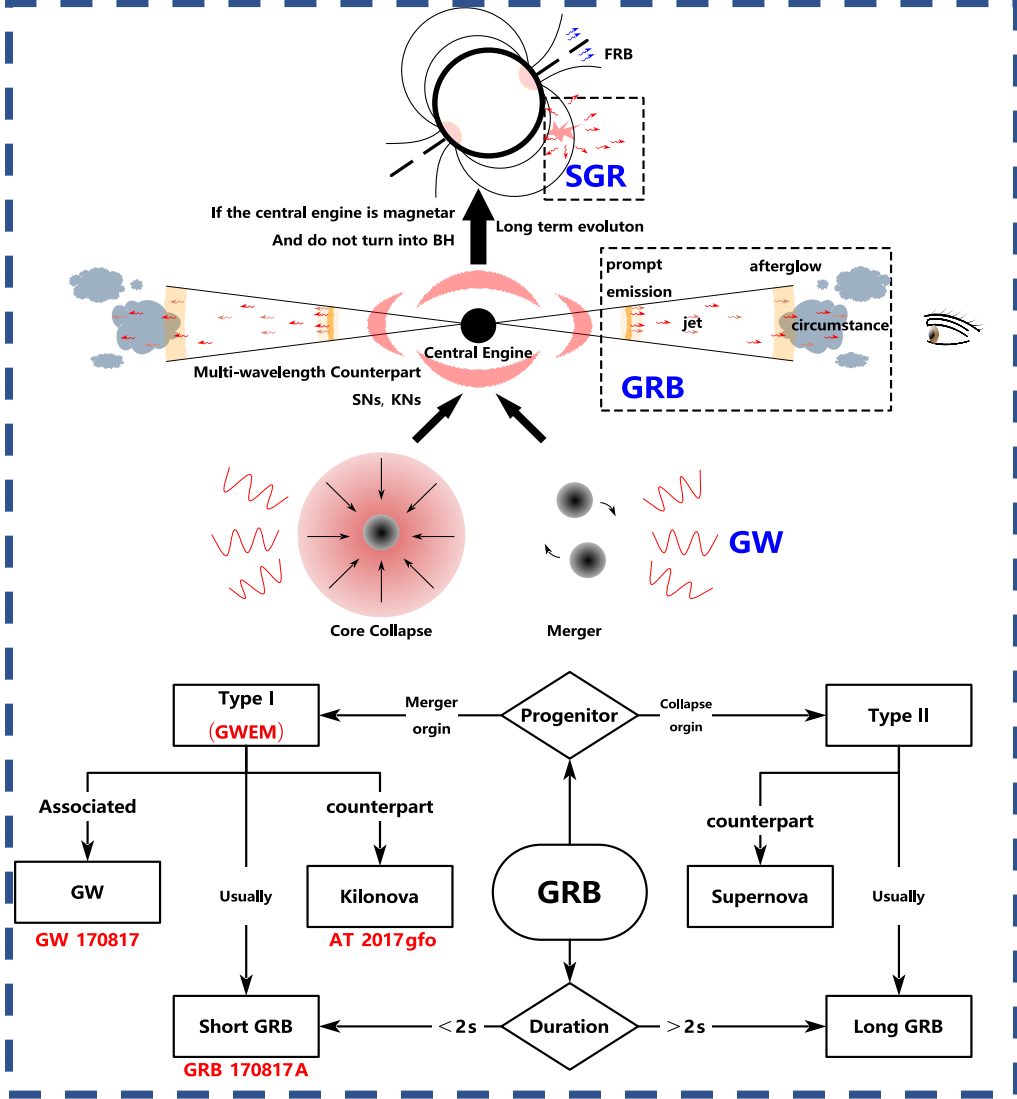 FRB
SGR
If the central engine is magnetar
And do not turn into BH
Long term evoluton
prompt
emission
afterglow
jet
circumstance
Central Engine
Multi-wavelength Counterpart
SNs, KNs
GRB
GW
Core Collapse
Merger
Type I
(GWEM)
Merger
orgin
Progenitor
Collapse
orgin
Type II
Associated
counterpart
counterpart
GW
Usually
Kilonova
GRB
Supernova
Usually
GW 170817
AT 2017gfo
Short GRB
<2s
Duration
>2s
Long GRB
GRB 170817A